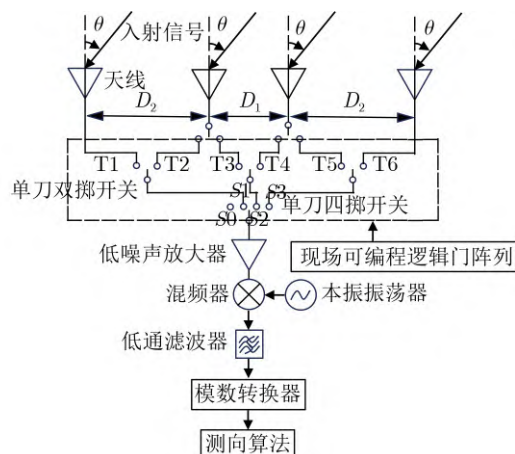 θ θ θ θ
入射信号
天线
D₂ D₁ D₂
T1 T2 T3 T4 T5 T6
单刀双掷开关
S1 S3
S0 S2
单刀四掷开关
低噪声放大器
现场可编程逻辑门阵列
混频器
本振振荡器
低通滤波器
模数转换器
测向算法